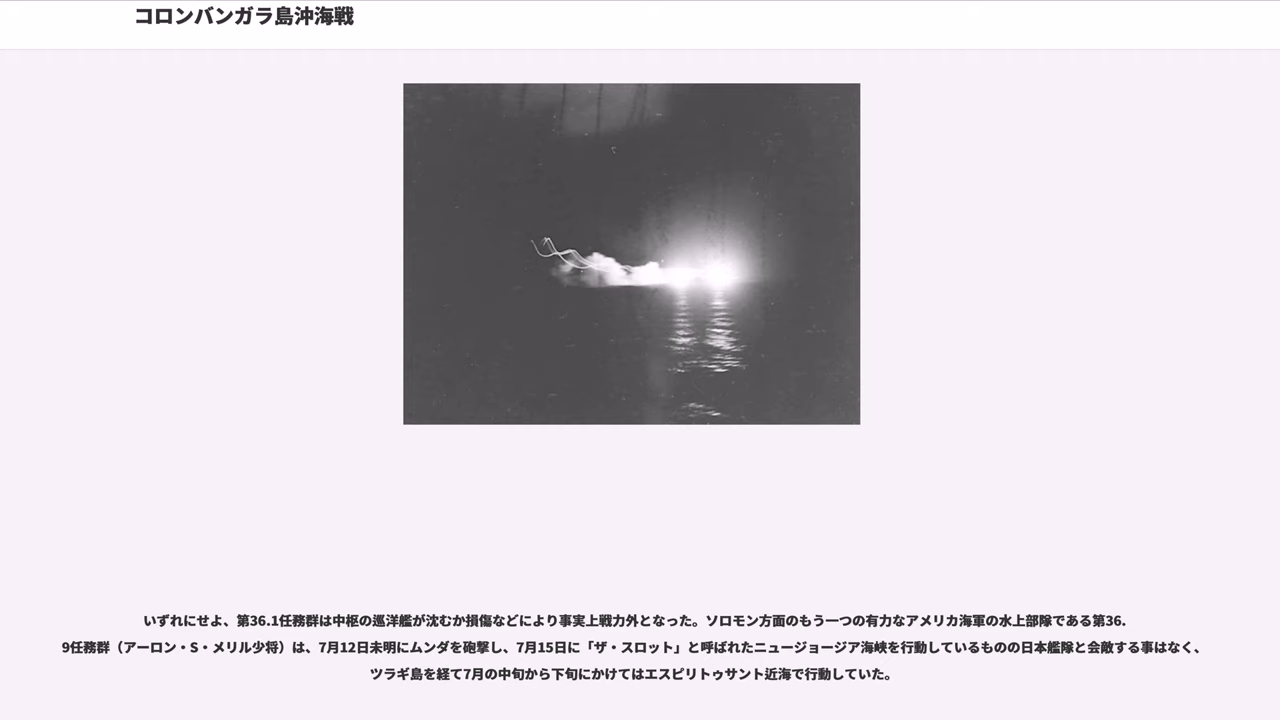 コロンバンガラ島沖海戦
いずれにせよ、第36.1任務群は中枢の巡洋艦が沈むか損傷などにより事実上戦力外となった。ソロモン方面のもう一つの有力なアメリカ海軍の水上部隊である第36.
9任務群（アーロン・S・メリル少将）は、7月12日未明にムンダを砲撃し、7月15日に「ザ・スロット」と呼ばれたニュージョージア海峡を行動しているものの日本艦隊と会敵する事はなく、
ツラギ島を経て7月の中旬から下旬にかけてはエスピリトゥサント近海で行動していた。